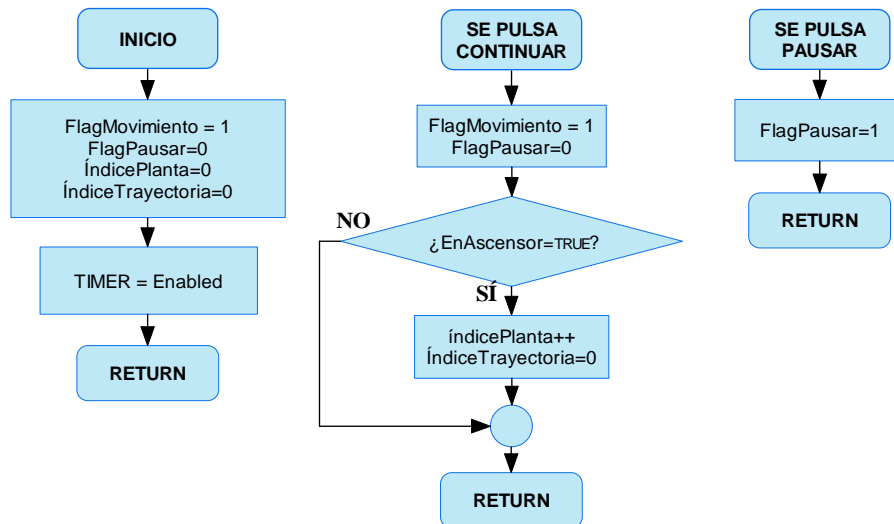 INICIO
FlagMovimiento = 1
FlagPausar=0
ÍndicePlanta=0
ÍndiceTrayectoria=0
TIMER = Enabled
RETURN
SE PULSA
CONTINUAR
FlagMovimiento = 1
FlagPausar=0
¿EnAscensor=TRUE?
NO
SÍ
índicePlanta++
ÍndiceTrayectoria=0
RETURN
SE PULSA
PAUSAR
FlagPausar=1
RETURN